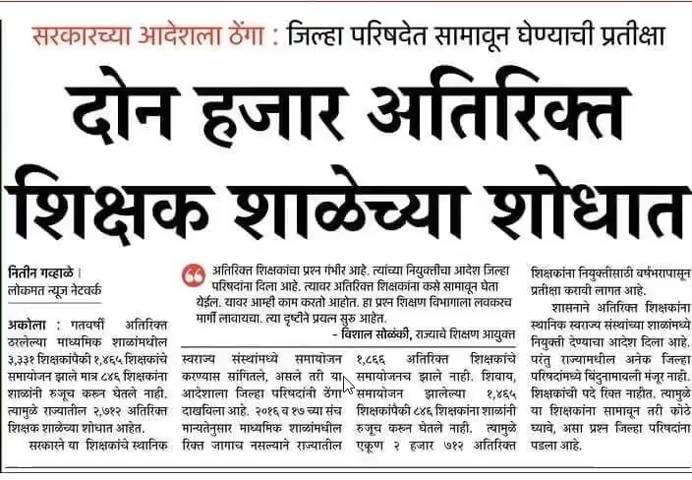 सरकारच्या आदेशला ठेंगा : जिल्हा परिषदेत सामावून घेण्याची प्रतीक्षा
दोन हजार अतिरिक्त
शिक्षक शाळेच्या शोधात
नितीन गव्हाळे |
लोकमत न्यूज नेटवर्क
अकोला : गतवर्षी अतिरिक्त
ठरलेल्या माध्यमिक शाळांमधील
३,३३१ शिक्षकांपैकी १,४६५ शिक्षकांचे
समायोजन झाले मात्र ८४६ शिक्षकांना
शाळांनी रुजूच करून घेतले नाही.
त्यामुळे राज्यातील २,७१२ अतिरिक्त
शिक्षक शाळेच्या शोधात आहेत.
सरकारने या शिक्षकांचे स्थानिक
अतिरिक्त शिक्षकांचा प्रश्न गंभीर आहे. त्यांच्या नियुक्तीचा आदेश जिल्हा
परिषदांना दिला आहे. त्यावर अतिरिक्त शिक्षकांना कसे सामावून घेता
येईल. यावर आम्ही काम करतो आहोत. हा प्रश्न शिक्षण विभागाला लवकरच
मार्गी लावायचा. त्या दृष्टीने प्रयत्न सुरु आहेत.
- विशाल सोळंकी, राज्याचे शिक्षण आयुक्त
स्वराज्य संस्थांमध्ये समायोजन
करण्यास सांगितले, असले तरी या
आदेशाला जिल्हा परिषदांनी ठेंगा
दाखविला आहे. २०१६ व १७ च्या संच
मान्यतेनुसार माध्यमिक शाळांमधील
रिक्त जागाच नसल्याने राज्यातील
१,८६६ अतिरिक्त शिक्षकांचे
समायोजनच झाले नाही. शिवाय,
समायोजन झालेल्या १,४६५
शिक्षकांपैकी ८४६ शिक्षकांना शाळांनी
रुजूच करून घेतले नाही. त्यामुळे
एकूण २ हजार ७१२ अतिरिक्त
शिक्षकांना नियुक्तीसाठी वर्षभरापासून
प्रतीक्षा करावी लागत आहे.
शासनाने अतिरिक्त शिक्षकांना
स्थानिक स्वराज्य संस्थांच्या शाळांमध्ये
नियुक्ती देण्याचा आदेश दिला आहे.
परंतु राज्यामधील अनेक जिल्हा
परिषदांमध्ये बिंदुनामावली मंजूर नाही.
शिक्षकांची पदे रिक्त नाहीत. त्यामुळे
या शिक्षकांना सामावून तरी कोठे
घ्यावे, असा प्रश्न जिल्हा परिषदांना
पडला आहे.